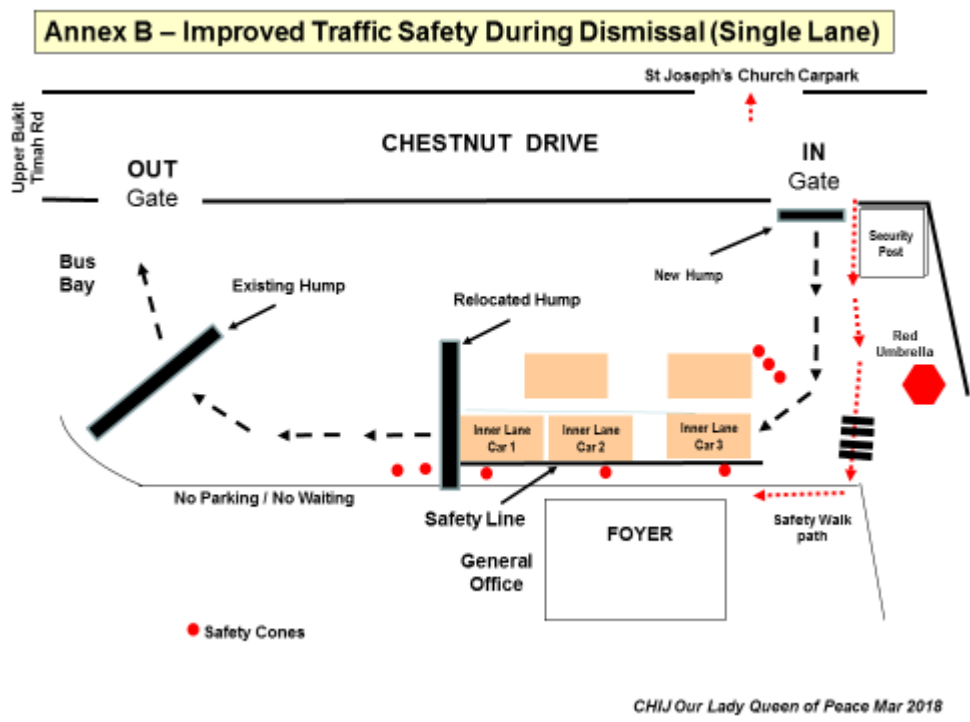 Annex B – Improved Traffic Safety During Dismissal (Single Lane)
St Joseph's Church Carpark
Upper Bukit
Timah Rd
CHESTNUT DRIVE
OUT
Gate
IN
Gate
Security
Post
Bus
Bay
Existing Hump
New Hump
Relocated Hump
Red
Umbrella
Inner Lane
Car 1
Inner Lane
Car 2
Inner Lane
Car 3
No Parking / No Waiting
Safety Line
FOYER
Safety Walk
path
General
Office
Safety Cones
CHIJ Our Lady Queen of Peace Mar 2018